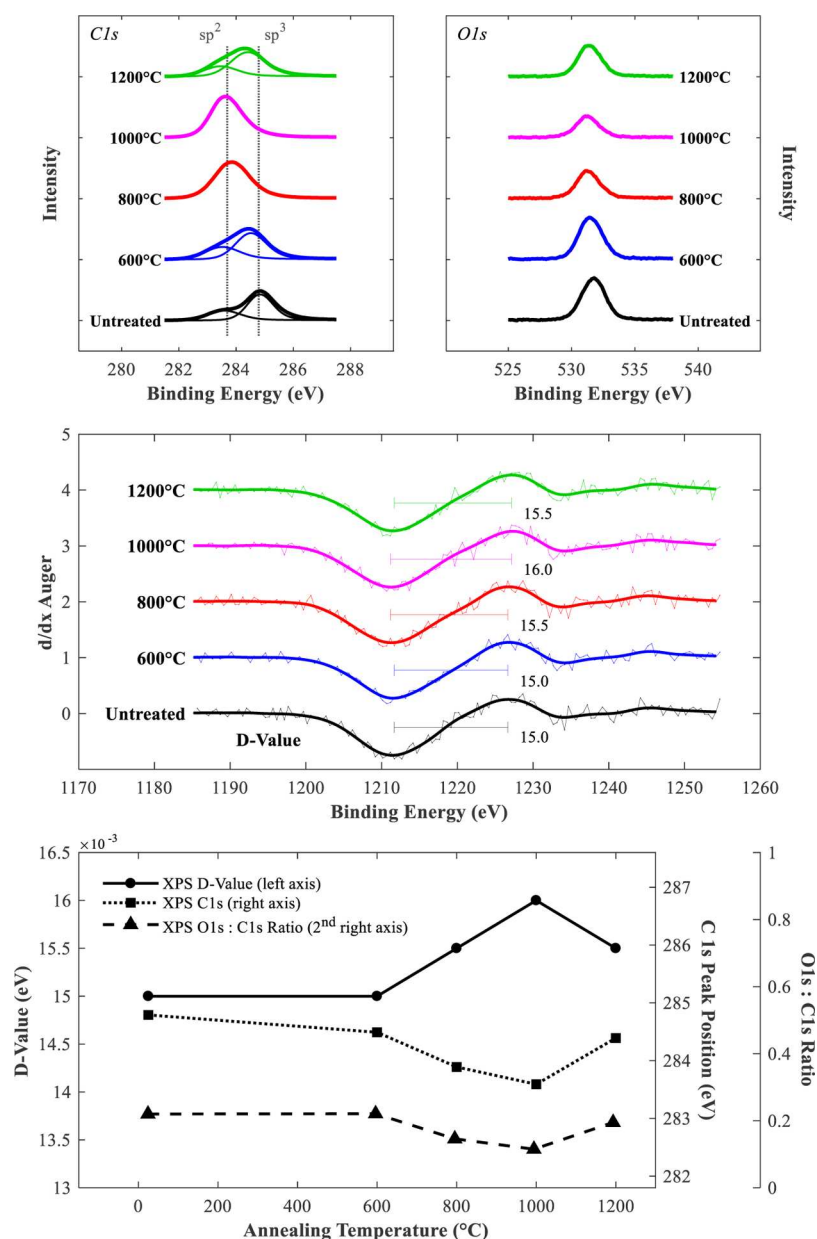 C1s sp² sp³
1200°C
1000°C
800°C
600°C
Untreated
Intensity
280 282 284 286 288
Binding Energy (eV)
O1s
1200°C
1000°C
800°C
600°C
Untreated
Intensity
525 530 535 540
Binding Energy (eV)
5
4
3
2
1
0
d/dx Auger
1200°C
15.5
1000°C
16.0
800°C
15.5
600°C
15.0
Untreated
D-Value
15.0
1170 1180 1190 1200 1210 1220 1230 1240 1250 1260
Binding Energy (eV)
×10⁻³
16.5
16
15.5
15
14.5
14
13.5
13
D-Value (eV)
XPS D-Value (left axis)
XPS C1s (right axis)
XPS O1s : C1s Ratio (2nd right axis)
287
286
285
284
283
282
C 1s Peak Position (eV)
1
0.8
0.6
0.4
0.2
0
O1s : C1s Ratio
0 200 400 600 800 1000 1200
Annealing Temperature (°C)